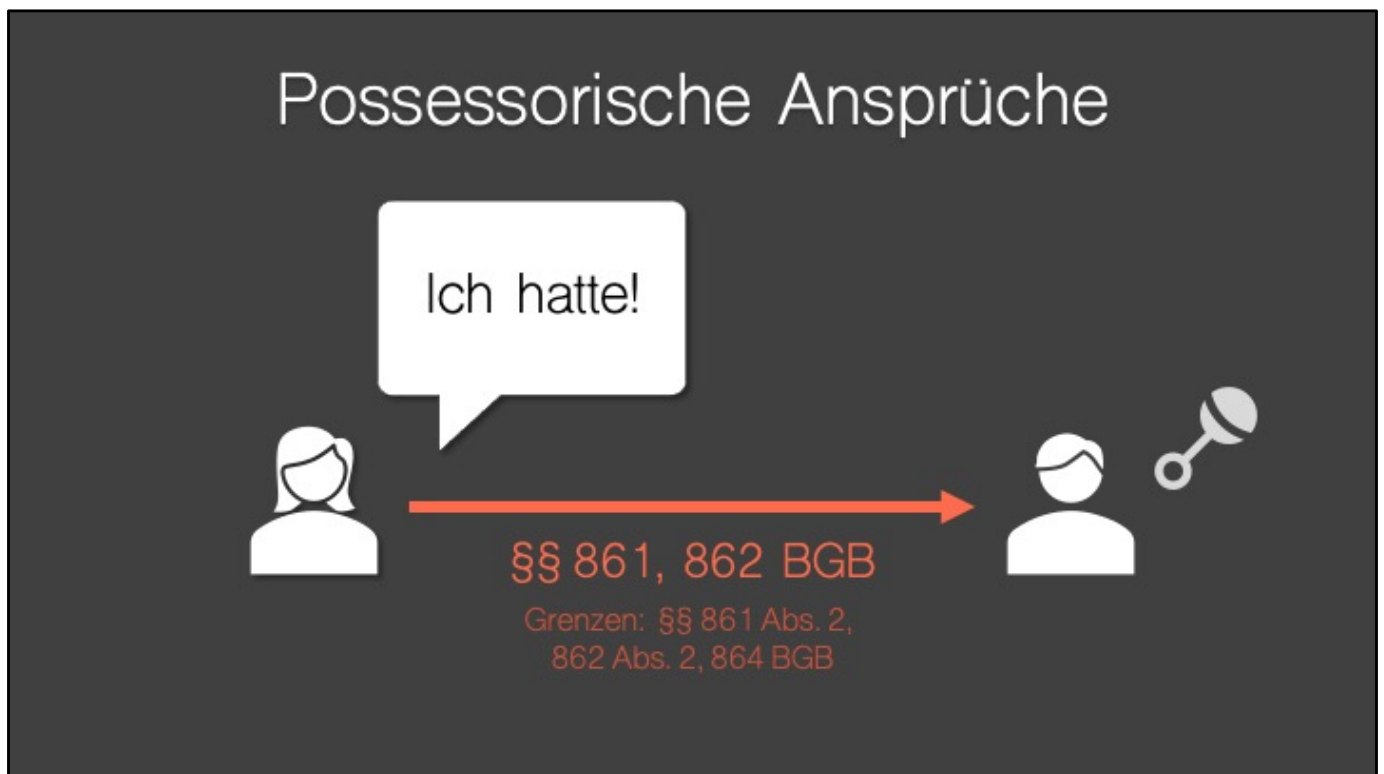 Possessorische Ansprüche
Ich hatte!
§§ 861, 862 BGB
Grenzen: §§ 861 Abs. 2,
862 Abs. 2, 864 BGB